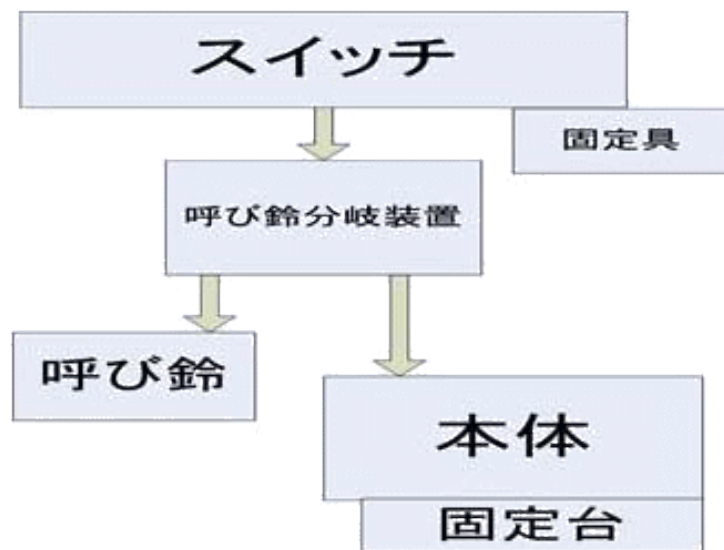 スイッチ
固定具
呼び鈴分岐装置
呼び鈴
本体
固定台